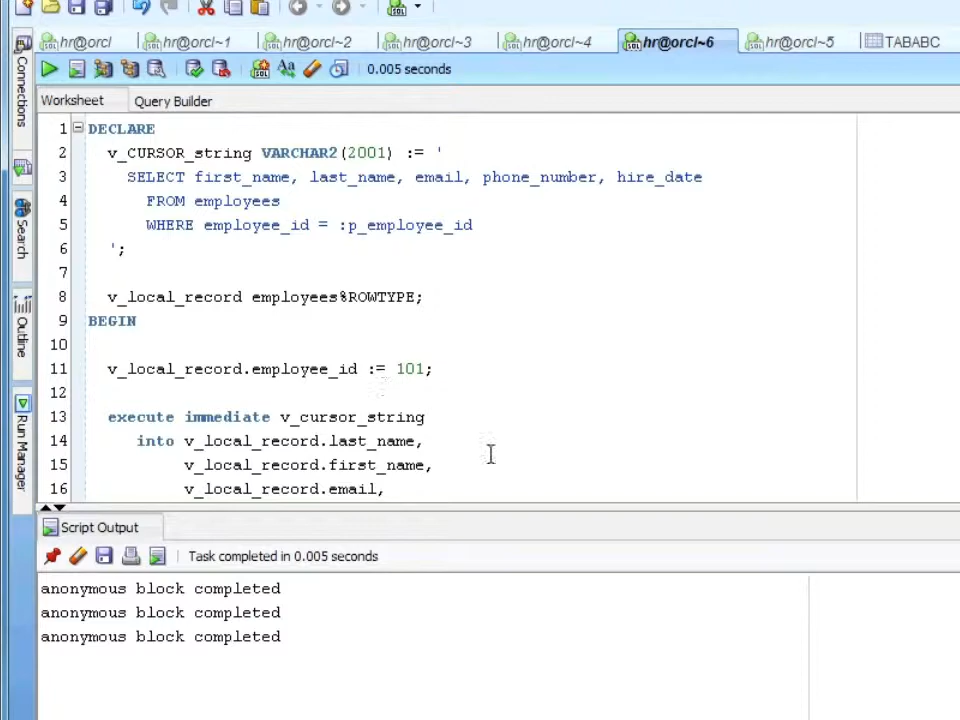 hr@orcl hr@orcl~1 hr@orcl~2 hr@orcl~3 hr@orcl~4 hr@orcl~6 hr@orcl~5 TABABC
0.005 seconds
Worksheet Query Builder
1 DECLARE
2 v_CURSOR_string VARCHAR2(2001) := '
3 SELECT first_name, last_name, email, phone_number, hire_date
4 FROM employees
5 WHERE employee_id = :p_employee_id
6 ';
7
8 v_local_record employees%ROWTYPE;
9 BEGIN
10
11 v_local_record.employee_id := 101;
12
13 execute immediate v_cursor_string
14 into v_local_record.last_name,
15 v_local_record.first_name,
16 v_local_record.email,
Script Output
Task completed in 0.005 seconds
anonymous block completed
anonymous block completed
anonymous block completed
Connections
Search
Outline
Run Manager